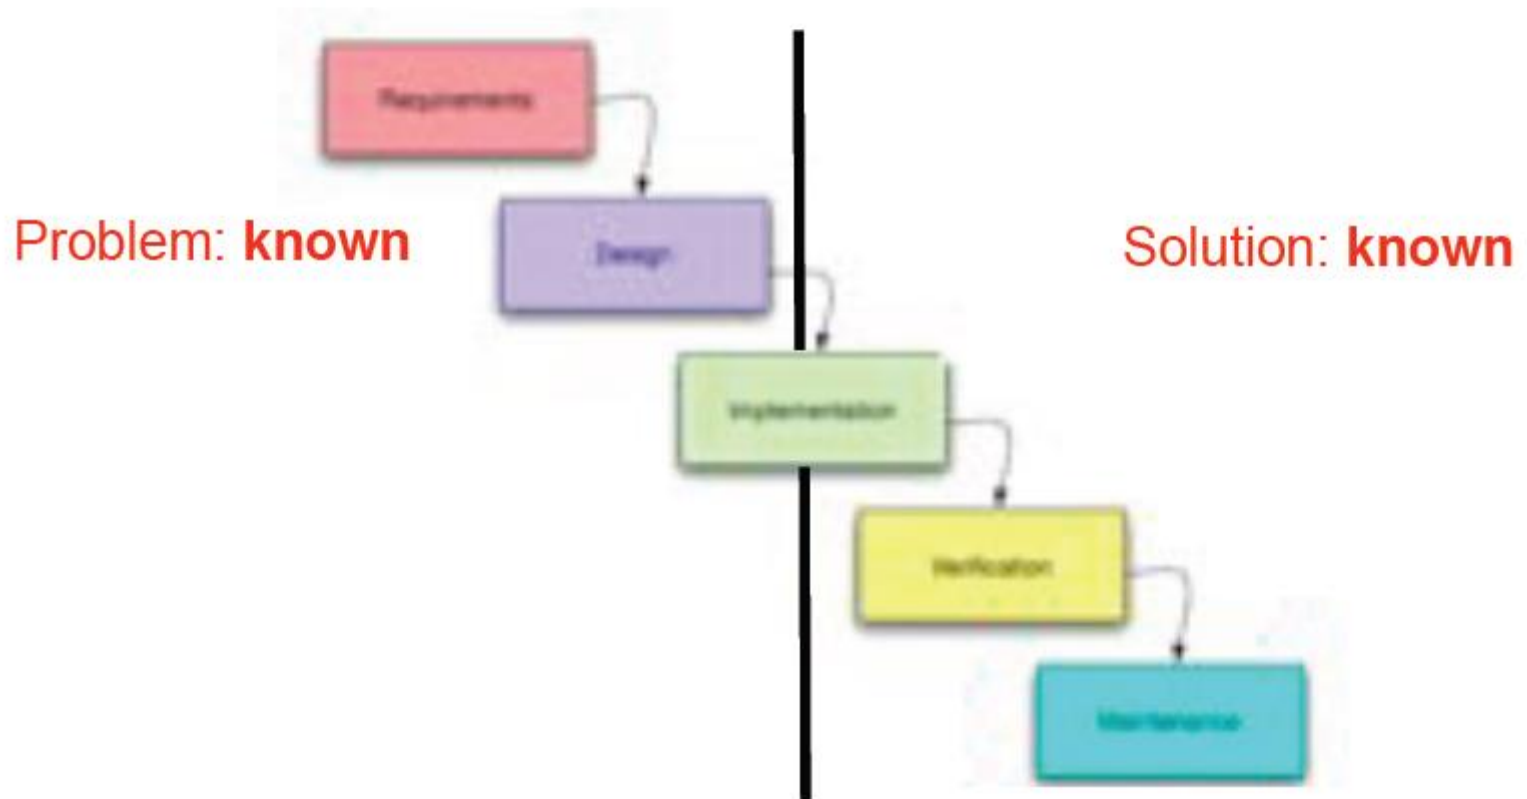 Requirements
Design
Problem: known
Solution: known
Implementation
Verification
Maintenance